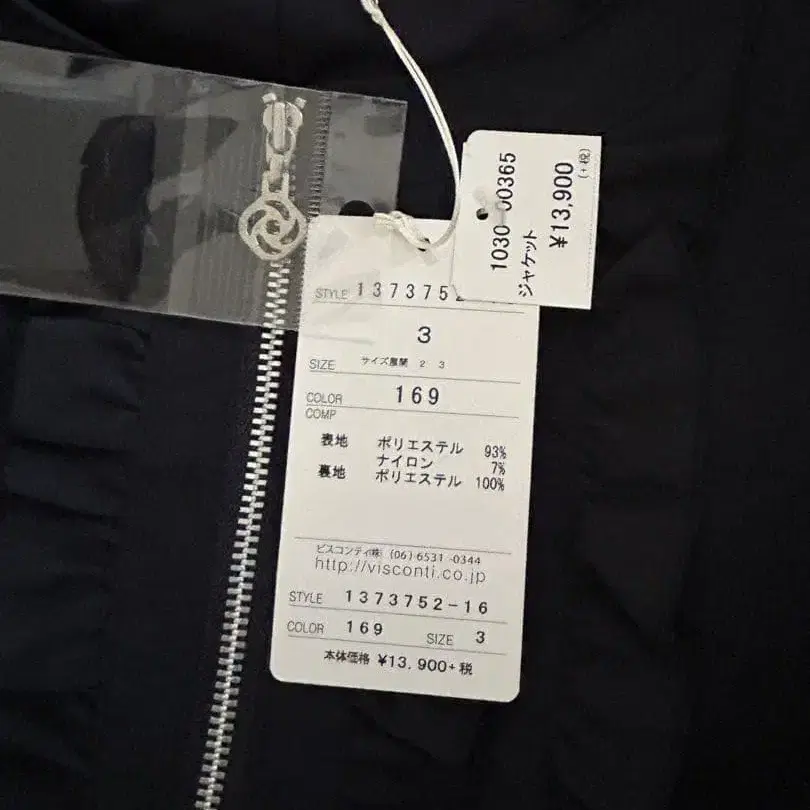 1030-00365
ジャケット
¥13,900
(+税)
STYLE 1373752
3
SIZE サイズ展開 2 3
COLOR 169
COMP
表地 ポリエステル 93%
ナイロン 7%
裏地 ポリエステル 100%
ビスコンティ㈱ (06)6531-0344
http://visconti.co.jp
STYLE 1373752-16
COLOR 169 SIZE 3
本体価格 ¥13,900+税